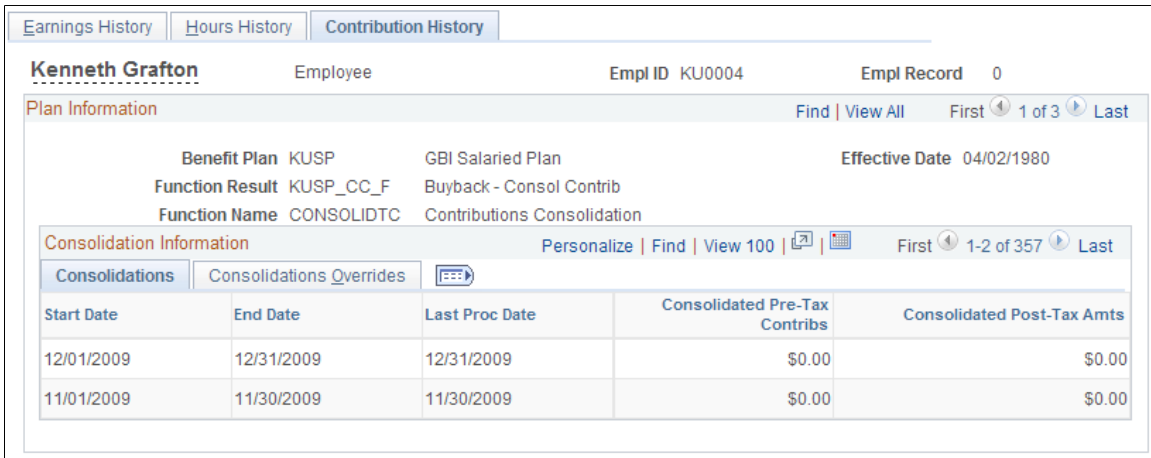 Earnings History Hours History Contribution History
Kenneth Grafton Employee Empl ID KU0004 Empl Record 0
Plan Information Find | View All First 1 of 3 Last
Benefit Plan KUSP GBI Salaried Plan Effective Date 04/02/1980
Function Result KUSP_CC_F Buyback - Consol Contrib
Function Name CONSOLIDTC Contributions Consolidation
Consolidation Information Personalize | Find | View 100 | | First 1-2 of 357 Last
Consolidations Consolidations Overrides
Start Date End Date Last Proc Date Consolidated Pre-Tax Contribs Consolidated Post-Tax Amts
12/01/2009 12/31/2009 12/31/2009 $0.00 $0.00
11/01/2009 11/30/2009 11/30/2009 $0.00 $0.00